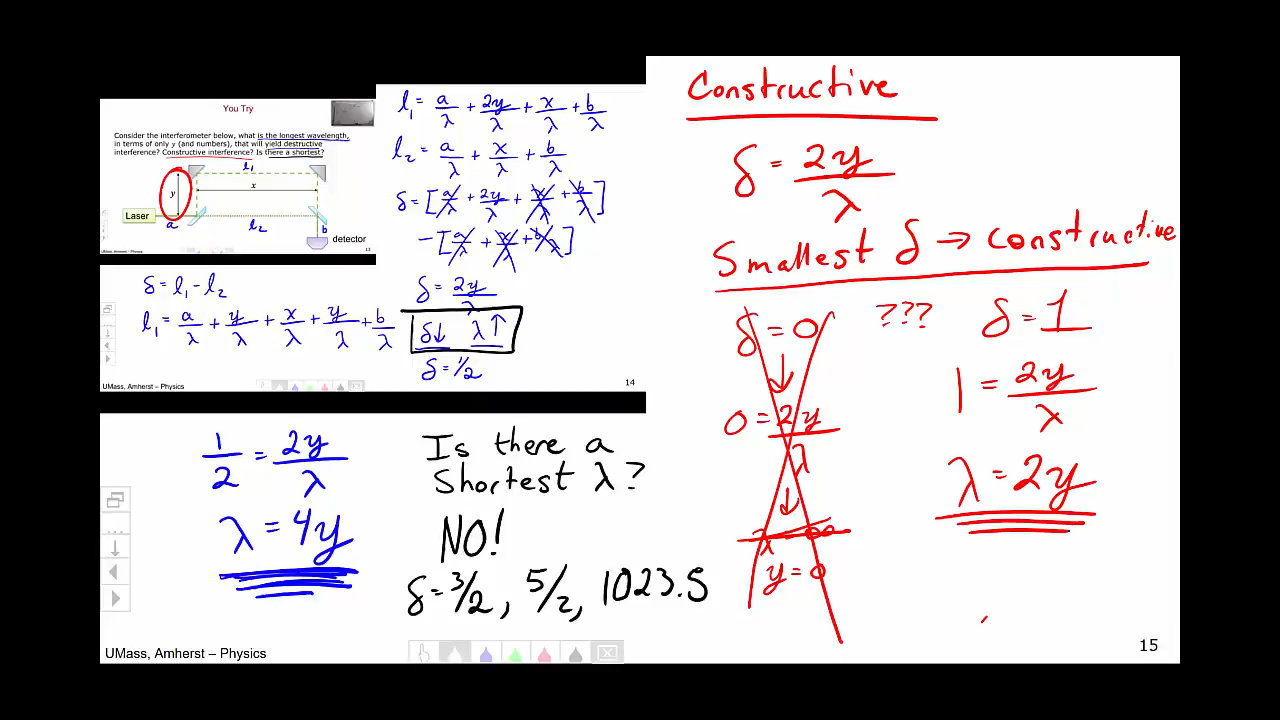 You Try
Consider the interferometer below, what is the longest wavelength,
in terms of only y (and numbers), that will yield destructive
interference? Constructive interference? Is there a shortest?
l₁
y
x
Laser
a
l₂
b
detector
UMass, Amherst – Physics
13
l₁ = a/λ + 2y/λ + x/λ + b/λ
l₂ = a/λ + x/λ + b/λ
δ = [a/λ + 2y/λ + x/λ + b/λ]
− [a/λ + x/λ + b/λ]
δ = 2y/λ
δ↓ λ↑
δ = 1/2
δ = l₁ − l₂
l₁ = a/λ + y/λ + x/λ + y/λ + b/λ
UMass, Amherst – Physics
14
1/2 = 2y/λ
λ = 4y
Is there a
Shortest λ?
NO!
δ = 3/2, 5/2, 1023.5
UMass, Amherst – Physics
Constructive
δ = 2y/λ
Smallest δ → constructive
δ = 0 ???
↓
0 = 2y/λ
↓
y = 0
δ = 1
1 = 2y/λ
λ = 2y
15